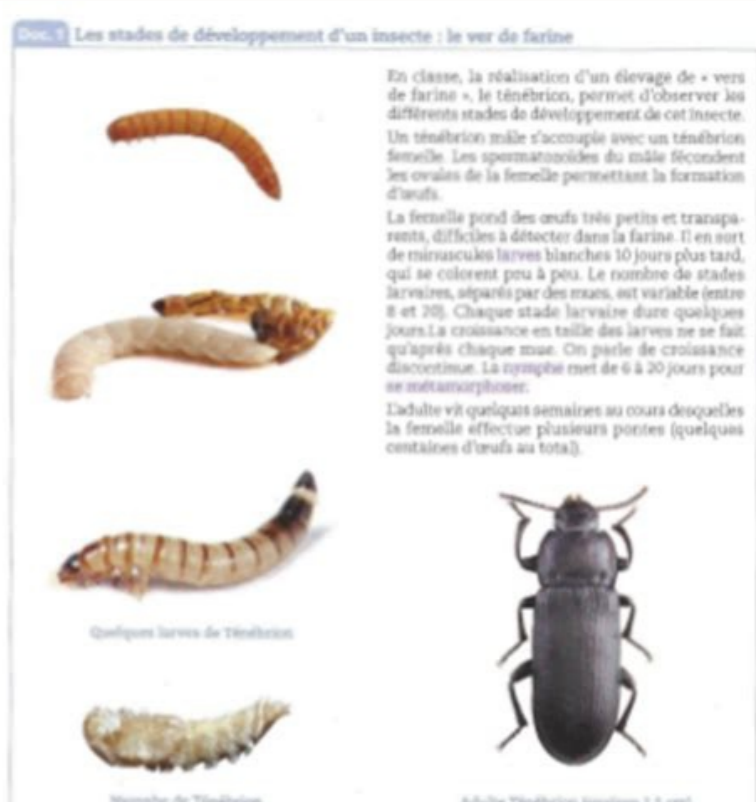 Doc. 1 Les stades de développement d'un insecte : le ver de farine
En classe, la réalisation d'un élevage de « vers
de farine », le ténébrion, permet d'observer les
différents stades de développement de cet insecte.
Un ténébrion mâle s'accouple avec un ténébrion
femelle. Les spermatozoïdes du mâle fécondent
les ovules de la femelle permettant la formation
d'œufs.
La femelle pond des œufs très petits et transpa-
rents, difficiles à détecter dans la farine. Il en sort
de minuscules larves blanches 10 jours plus tard,
qui se colorent peu à peu. Le nombre de stades
larvaires, séparés par des mues, est variable (entre
8 et 20). Chaque stade larvaire dure quelques
jours.La croissance en taille des larves ne se fait
qu'après chaque mue. On parle de croissance
discontinue. La nymphe met de 6 à 20 jours pour
se métamorphoser.
L'adulte vit quelques semaines au cours desquelles
la femelle effectue plusieurs pontes (quelques
centaines d'œufs au total).
Quelques larves de Ténébrion
Nymphe de Ténébrion
Adulte Ténébrion